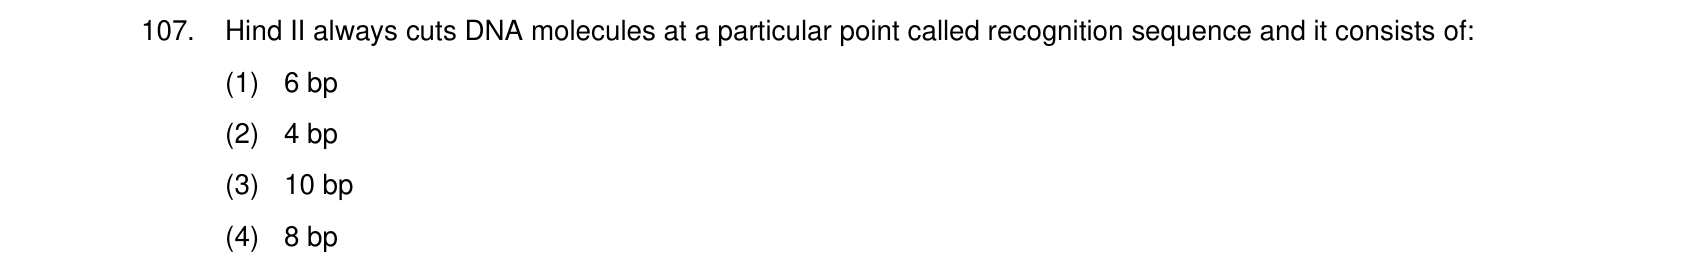 107. Hind II always cuts DNA molecules at a particular point called recognition sequence and it consists of:
(1) 6 bp
(2) 4 bp
(3) 10 bp
(4) 8 bp